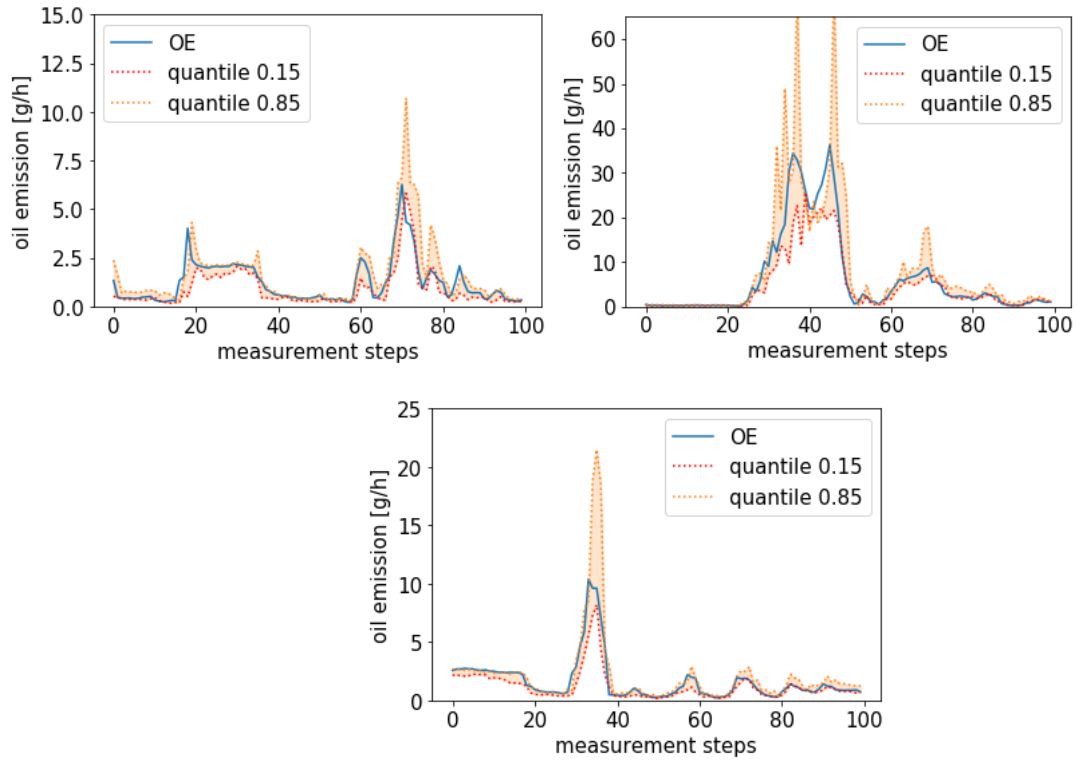 15.0
12.5
10.0
7.5
5.0
2.5
0.0
oil emission [g/h]
OE
quantile 0.15
quantile 0.85
0 20 40 60 80 100
measurement steps
60
50
40
30
20
10
0
oil emission [g/h]
OE
quantile 0.15
quantile 0.85
0 20 40 60 80 100
measurement steps
25
20
15
10
5
0
oil emission [g/h]
OE
quantile 0.15
quantile 0.85
0 20 40 60 80 100
measurement steps